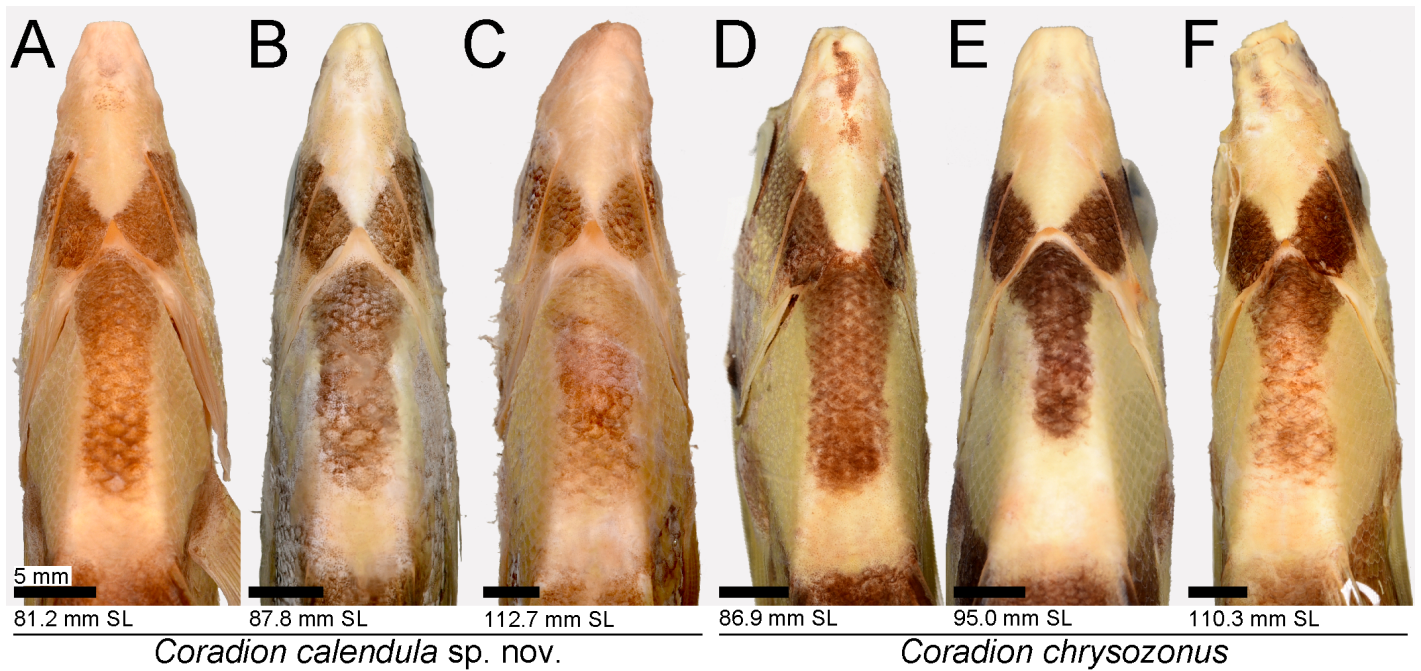 A B C D E F
5 mm
81.2 mm SL 87.8 mm SL 112.7 mm SL 86.9 mm SL 95.0 mm SL 110.3 mm SL
Coradion calendula sp. nov. Coradion chrysozonus